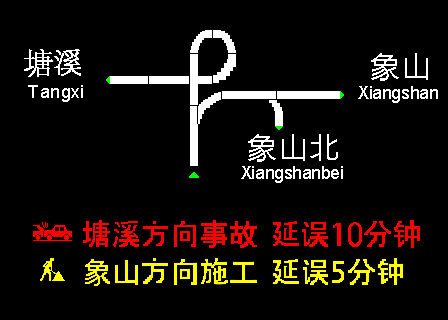 塘溪
Tangxi
象山
Xiangshan
象山北
Xiangshanbei
塘溪方向事故 延误10分钟
象山方向施工 延误5分钟